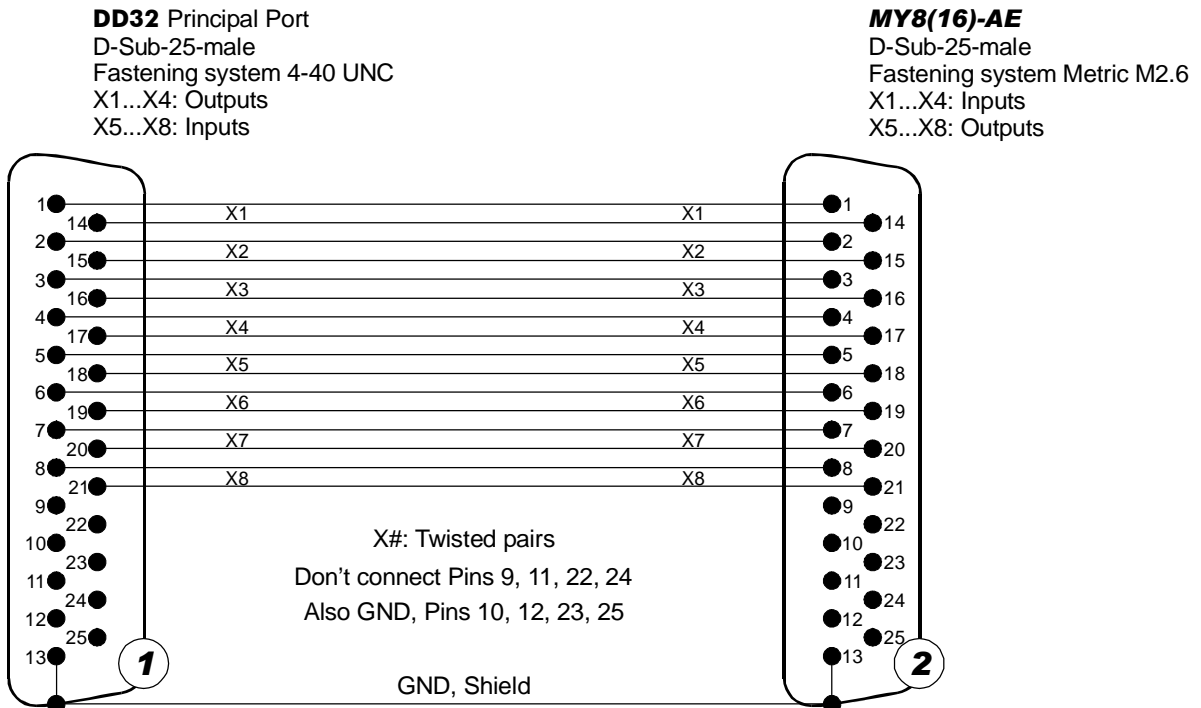 DD32 Principal Port
D-Sub-25-male
Fastening system 4-40 UNC
X1...X4: Outputs
X5...X8: Inputs
MY8(16)-AE
D-Sub-25-male
Fastening system Metric M2.6
X1...X4: Inputs
X5...X8: Outputs
1 X1 X1 1
14 14
2 X2 X2 2
15 15
3 X3 X3 3
16 16
4 X4 X4 4
17 17
5 X5 X5 5
18 18
6 X6 X6 6
19 19
7 X7 X7 7
20 20
8 X8 X8 8
21 21
9 9
22 22
10 X#: Twisted pairs 10
23 23
11 Don't connect Pins 9, 11, 22, 24 11
24 24
12 Also GND, Pins 10, 12, 23, 25 12
25 25
13 1 13 2
GND, Shield